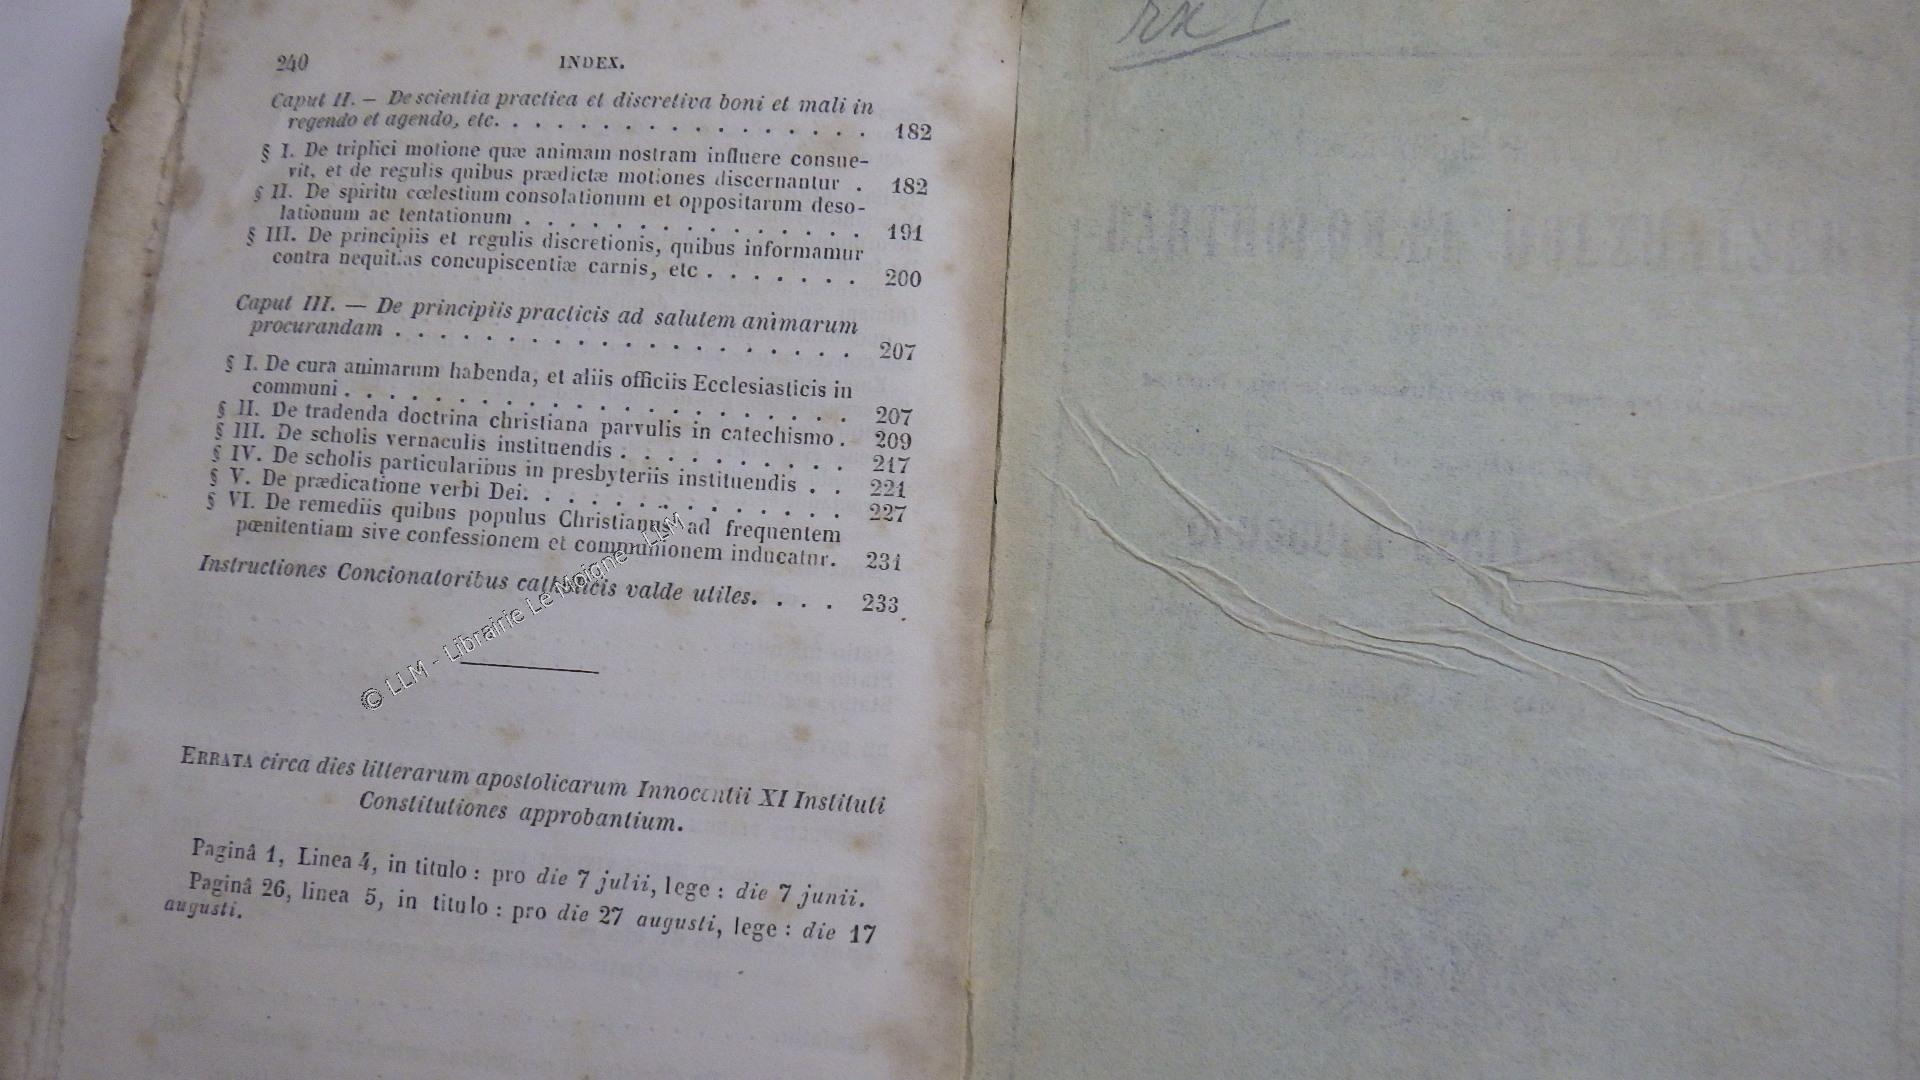 240 INDEX.
Caput II. — De scientia practica et discretiva boni et mali in
regendo et agendo, etc. . . . . . . . . . . . . . . . . 182
§ I. De triplici motione quæ animam nostram influere consue-
vit, et de regulis quibus prædictæ motiones discernantur . 182
§ II. De spiritu cœlestium consolationum et oppositarum deso-
lationum ac tentationum . . . . . . . . . . . . . . . 191
§ III. De principiis et regulis discretionis, quibus informamur
contra nequitias concupiscentiæ carnis, etc . . . . . . . 200
Caput III. — De principiis practicis ad salutem animarum
procurandam . . . . . . . . . . . . . . . . . . . . 207
§ I. De cura animarum habenda, et aliis officiis Ecclesiasticis in
communi . . . . . . . . . . . . . . . . . . . . . . 207
§ II. De tradenda doctrina christiana parvulis in catechismo . 209
§ III. De scholis vernaculis instituendis . . . . . . . . . . 217
§ IV. De scholis particularibus in presbyteriis instituendis . . 221
§ V. De prædicatione verbi Dei. . . . . . . . . . . . . . 227
§ VI. De remediis quibus populus Christianus ad frequentem
pœnitentiam sive confessionem et communionem inducatur. 231
Instructiones Concionatoribus catholicis valde utiles. . . . 233
© LLM - Librairie Le Moigne - LLM
ERRATA circa dies litterarum apostolicarum Innocentii XI Instituti
Constitutiones approbantium.
Paginâ 1, Linea 4, in titulo : pro die 7 julii, lege : die 7 junii.
Paginâ 26, linea 5, in titulo : pro die 27 augusti, lege : die 17
augusti.